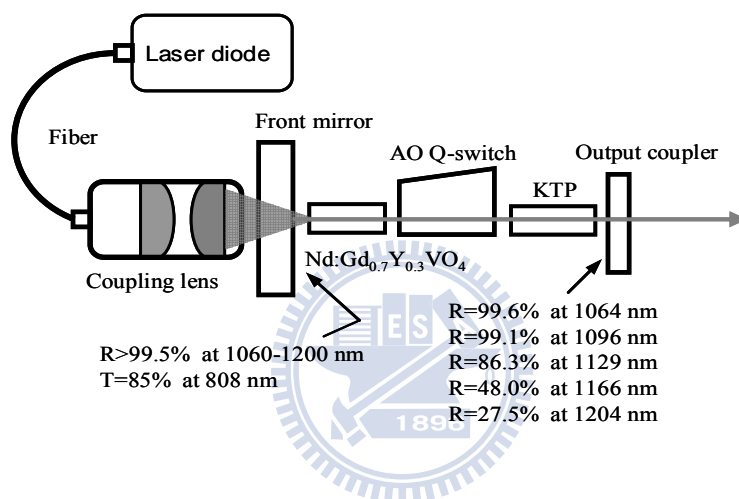 Laser diode
Fiber
Front mirror
AO Q-switch
Output coupler
KTP
Coupling lens
Nd:Gd0.7Y0.3VO4
R>99.5% at 1060-1200 nm
T=85% at 808 nm
R=99.6% at 1064 nm
R=99.1% at 1096 nm
R=86.3% at 1129 nm
R=48.0% at 1166 nm
R=27.5% at 1204 nm
ES
1896